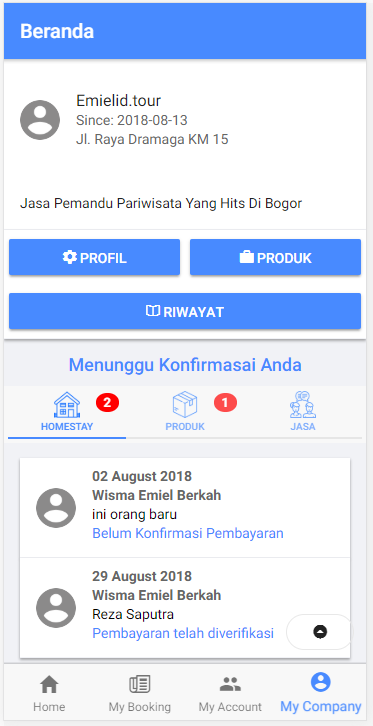 Beranda
Emielid.tour
Since: 2018-08-13
Jl. Raya Dramaga KM 15
Jasa Pemandu Pariwisata Yang Hits Di Bogor
PROFIL
PRODUK
RIWAYAT
Menunggu Konfirmasai Anda
2
1
HOMESTAY
PRODUK
JASA
02 August 2018
Wisma Emiel Berkah
ini orang baru
Belum Konfirmasi Pembayaran
29 August 2018
Wisma Emiel Berkah
Reza Saputra
Pembayaran telah diverifikasi
Home
My Booking
My Account
My Company